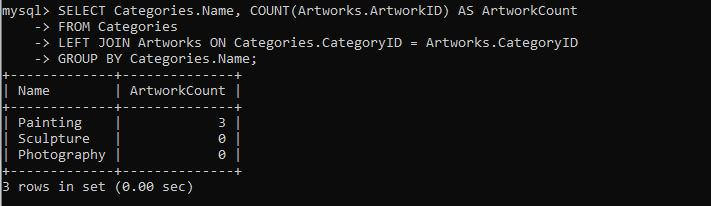 mysql> SELECT Categories.Name, COUNT(Artworks.ArtworkID) AS ArtworkCount
    -> FROM Categories
    -> LEFT JOIN Artworks ON Categories.CategoryID = Artworks.CategoryID
    -> GROUP BY Categories.Name;
+-------------+--------------+
| Name        | ArtworkCount |
+-------------+--------------+
| Painting    |            3 |
| Sculpture   |            0 |
| Photography |            0 |
+-------------+--------------+
3 rows in set (0.00 sec)